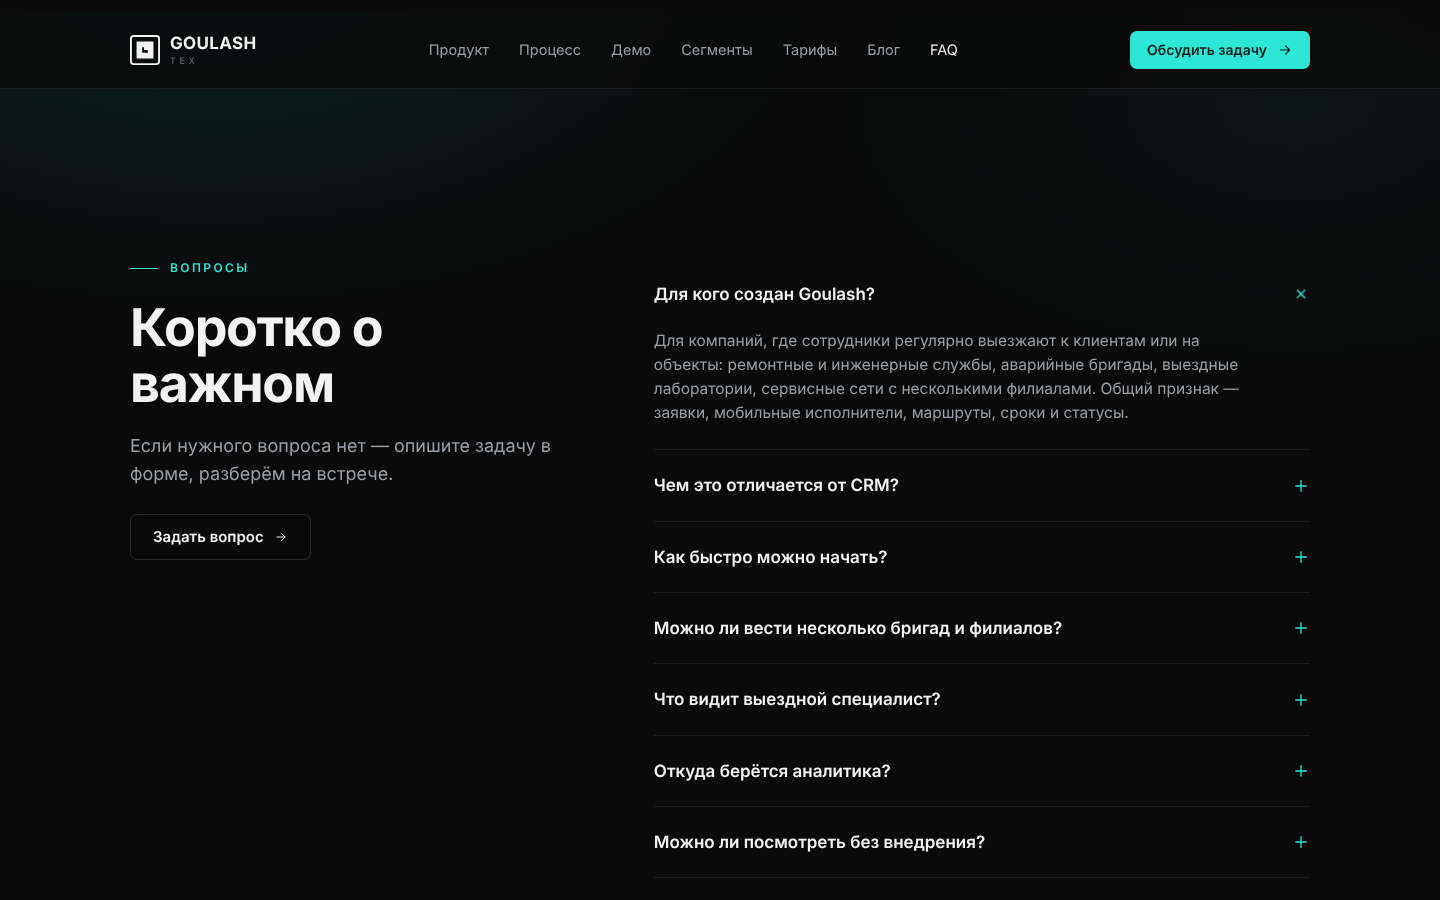 GOULASH
ТЕХ
Продукт
Процесс
Демо
Сегменты
Тарифы
Блог
FAQ
Обсудить задачу →
ВОПРОСЫ
Коротко о
важном
Если нужного вопроса нет — опишите задачу в
форме, разберём на встрече.
Задать вопрос →
Для кого создан Goulash?
Для компаний, где сотрудники регулярно выезжают к клиентам или на
объекты: ремонтные и инженерные службы, аварийные бригады, выездные
лаборатории, сервисные сети с несколькими филиалами. Общий признак —
заявки, мобильные исполнители, маршруты, сроки и статусы.
Чем это отличается от CRM?
Как быстро можно начать?
Можно ли вести несколько бригад и филиалов?
Что видит выездной специалист?
Откуда берётся аналитика?
Можно ли посмотреть без внедрения?